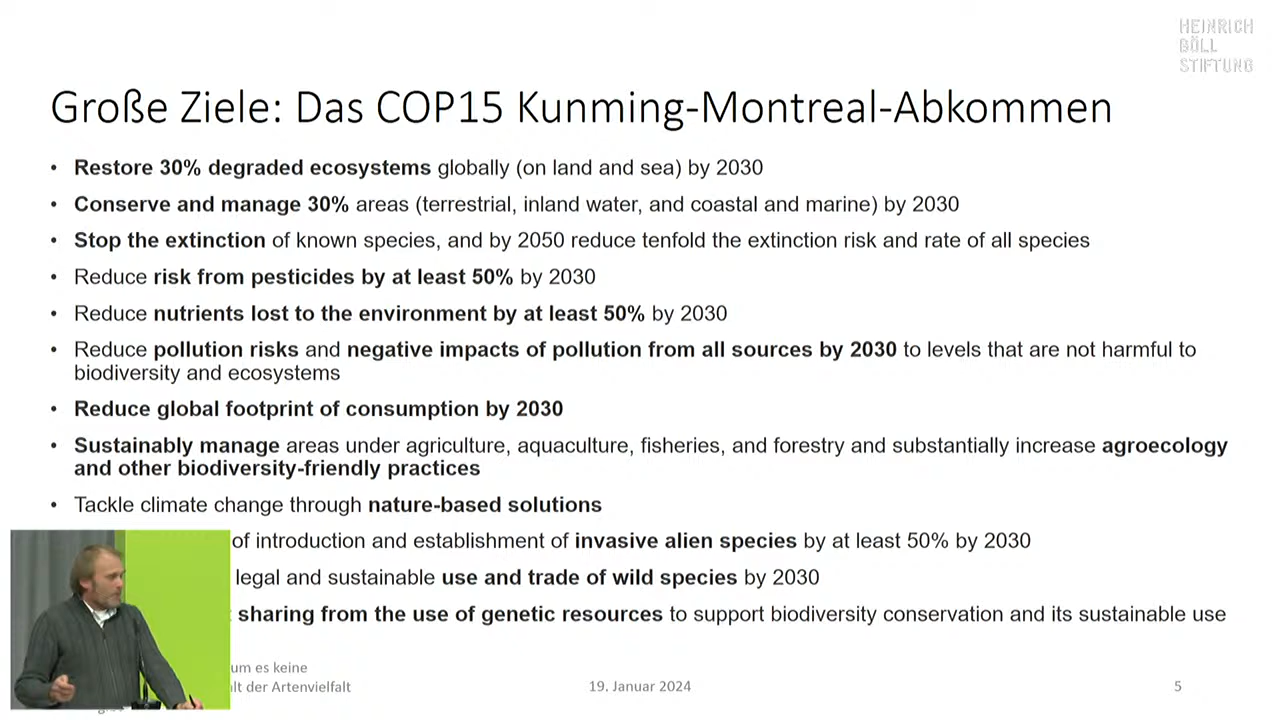 HEINRICH
BÖLL
STIFTUNG
Große Ziele: Das COP15 Kunming-Montreal-Abkommen
• Restore 30% degraded ecosystems globally (on land and sea) by 2030
• Conserve and manage 30% areas (terrestrial, inland water, and coastal and marine) by 2030
• Stop the extinction of known species, and by 2050 reduce tenfold the extinction risk and rate of all species
• Reduce risk from pesticides by at least 50% by 2030
• Reduce nutrients lost to the environment by at least 50% by 2030
• Reduce pollution risks and negative impacts of pollution from all sources by 2030 to levels that are not harmful to
biodiversity and ecosystems
• Reduce global footprint of consumption by 2030
• Sustainably manage areas under agriculture, aquaculture, fisheries, and forestry and substantially increase agroecology
and other biodiversity-friendly practices
• Tackle climate change through nature-based solutions
of introduction and establishment of invasive alien species by at least 50% by 2030
legal and sustainable use and trade of wild species by 2030
sharing from the use of genetic resources to support biodiversity conservation and its sustainable use
um es keine
der Artenvielfalt
19. Januar 2024
5